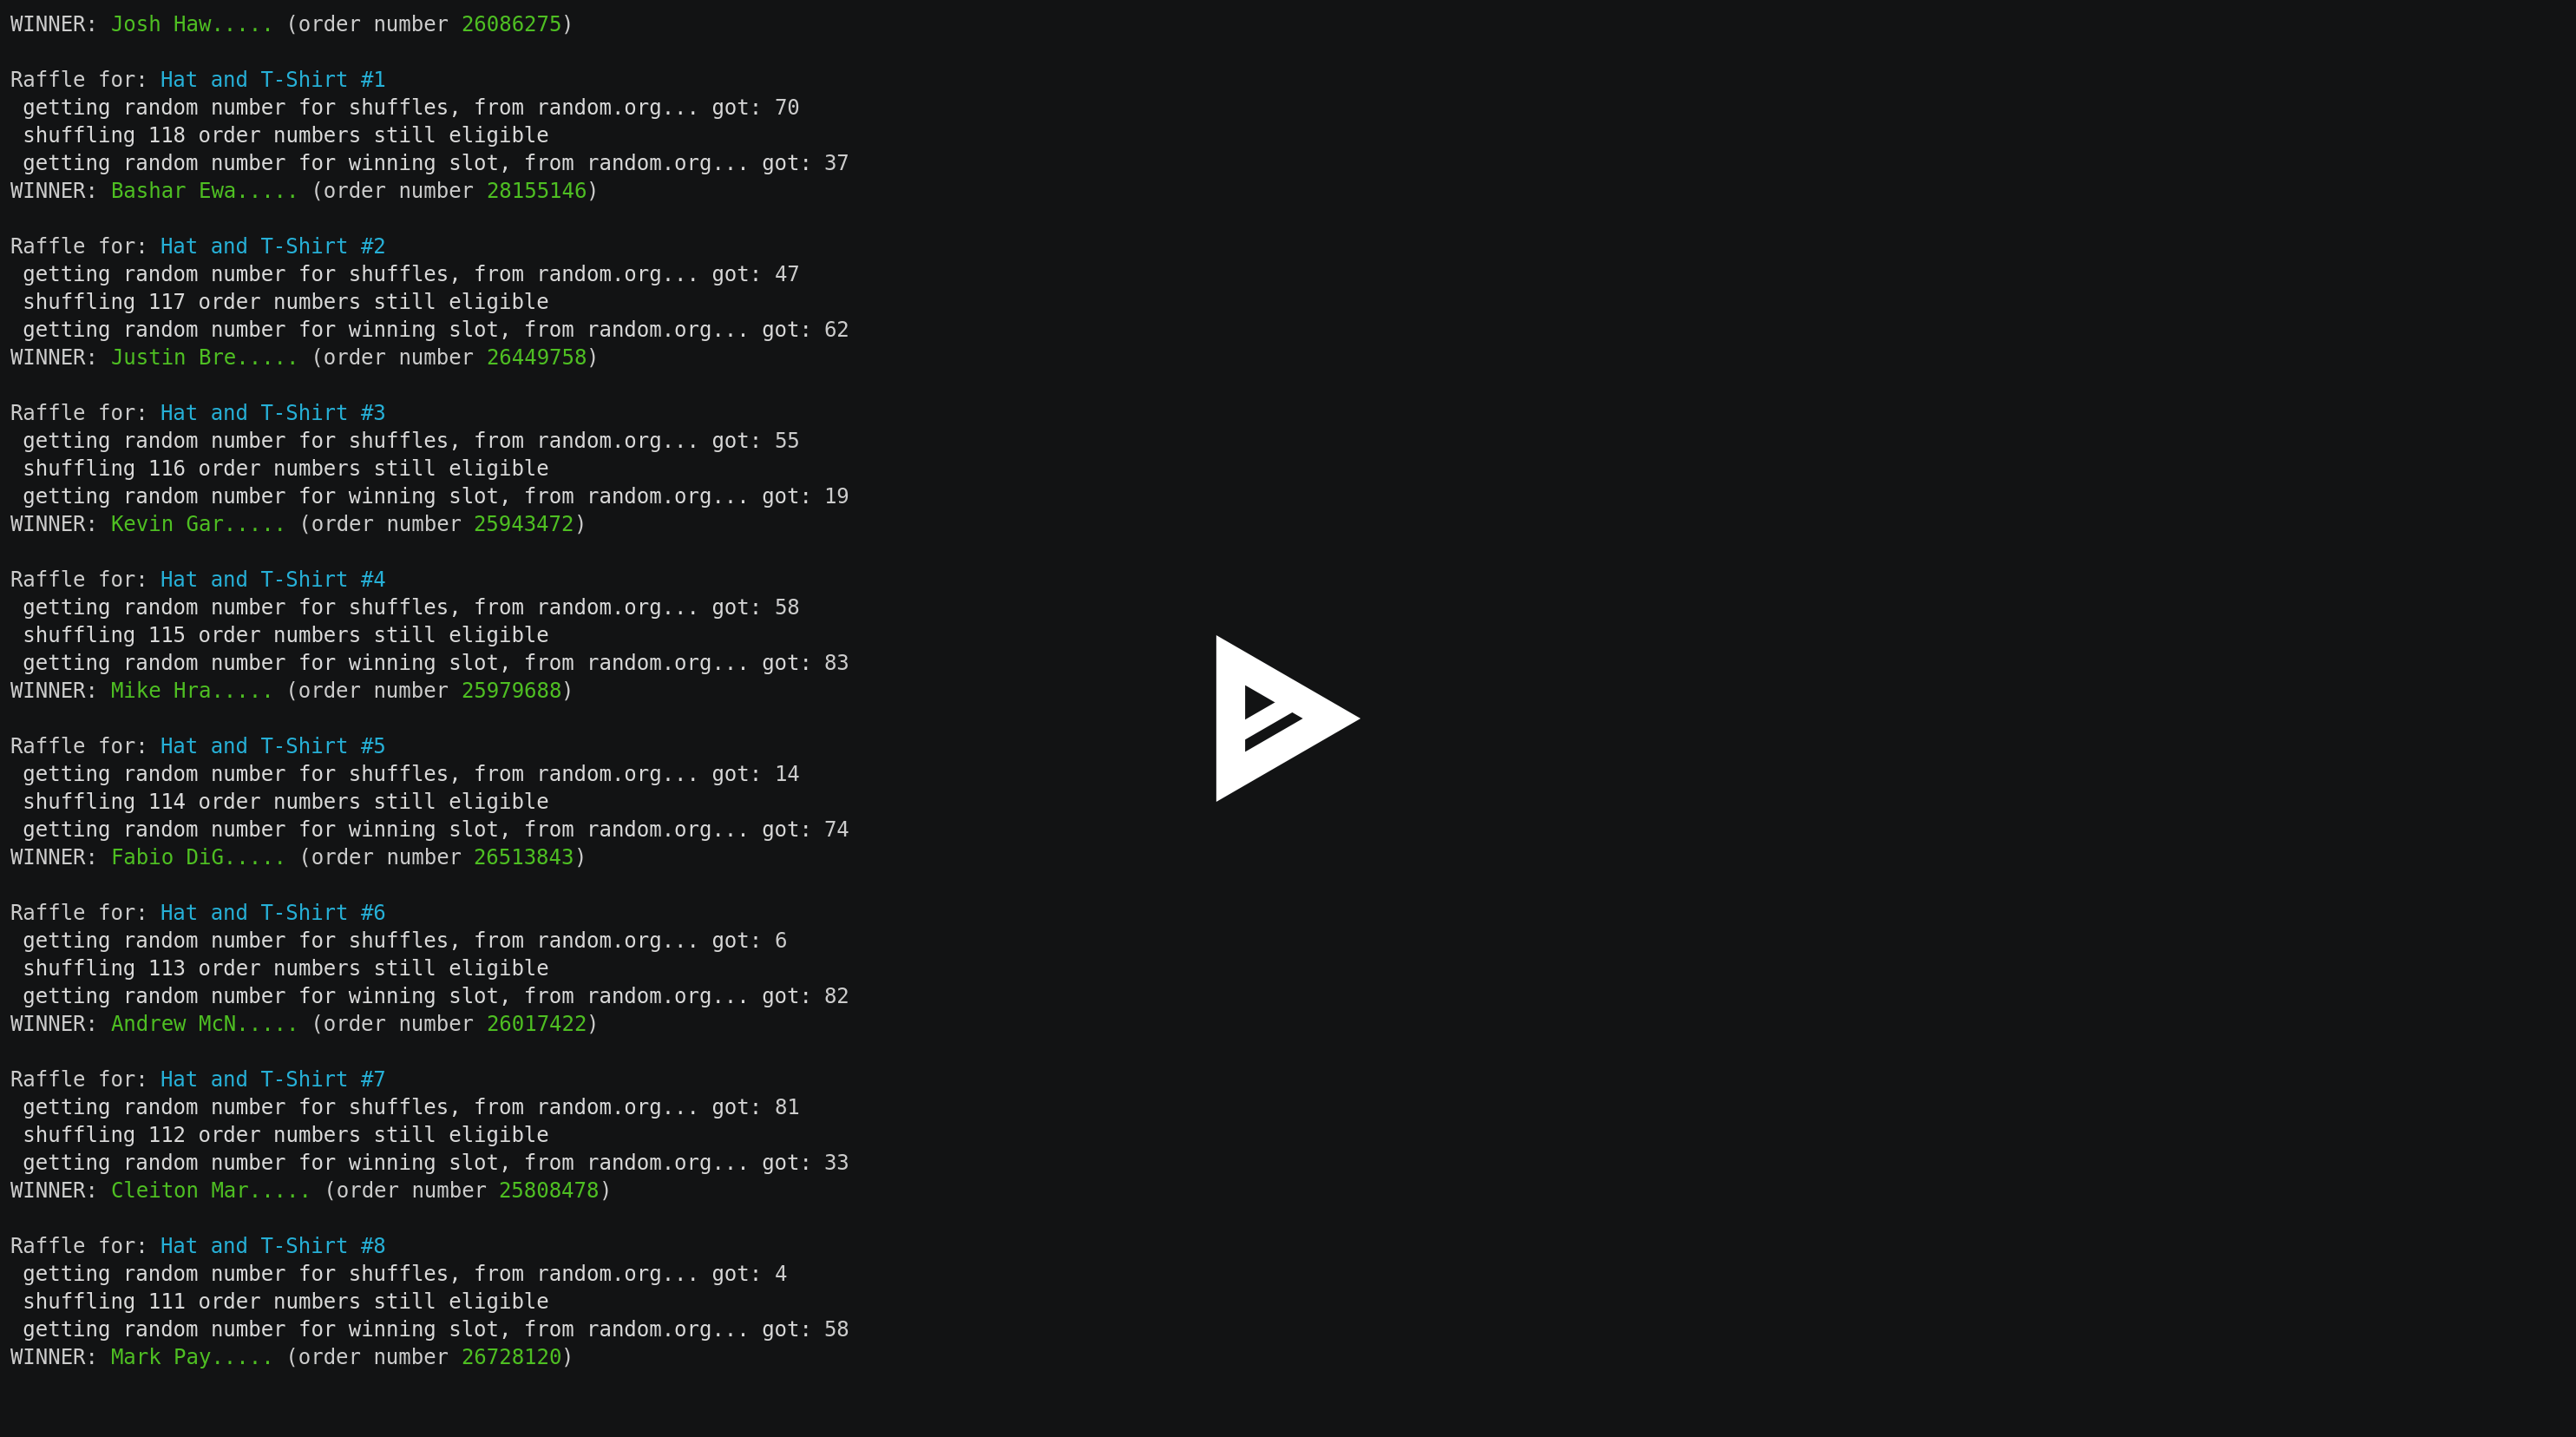 WINNER: Josh Haw..... (order number 26086275)
Raffle for: Hat and T-Shirt #1
getting random number for shuffles, from random.org... got: 70
shuffling 118 order numbers still eligible
getting random number for winning slot, from random.org... got: 37
WINNER: Bashar Ewa..... (order number 28155146)
Raffle for: Hat and T-Shirt #2
getting random number for shuffles, from random.org... got: 47
shuffling 117 order numbers still eligible
getting random number for winning slot, from random.org... got: 62
WINNER: Justin Bre..... (order number 26449758)
Raffle for: Hat and T-Shirt #3
getting random number for shuffles, from random.org... got: 55
shuffling 116 order numbers still eligible
getting random number for winning slot, from random.org... got: 19
WINNER: Kevin Gar..... (order number 25943472)
Raffle for: Hat and T-Shirt #4
getting random number for shuffles, from random.org... got: 58
shuffling 115 order numbers still eligible
getting random number for winning slot, from random.org... got: 83
WINNER: Mike Hra..... (order number 25979688)
Raffle for: Hat and T-Shirt #5
getting random number for shuffles, from random.org... got: 14
shuffling 114 order numbers still eligible
getting random number for winning slot, from random.org... got: 74
WINNER: Fabio DiG..... (order number 26513843)
Raffle for: Hat and T-Shirt #6
getting random number for shuffles, from random.org... got: 6
shuffling 113 order numbers still eligible
getting random number for winning slot, from random.org... got: 82
WINNER: Andrew McN..... (order number 26017422)
Raffle for: Hat and T-Shirt #7
getting random number for shuffles, from random.org... got: 81
shuffling 112 order numbers still eligible
getting random number for winning slot, from random.org... got: 33
WINNER: Cleiton Mar..... (order number 25808478)
Raffle for: Hat and T-Shirt #8
getting random number for shuffles, from random.org... got: 4
shuffling 111 order numbers still eligible
getting random number for winning slot, from random.org... got: 58
WINNER: Mark Pay..... (order number 26728120)